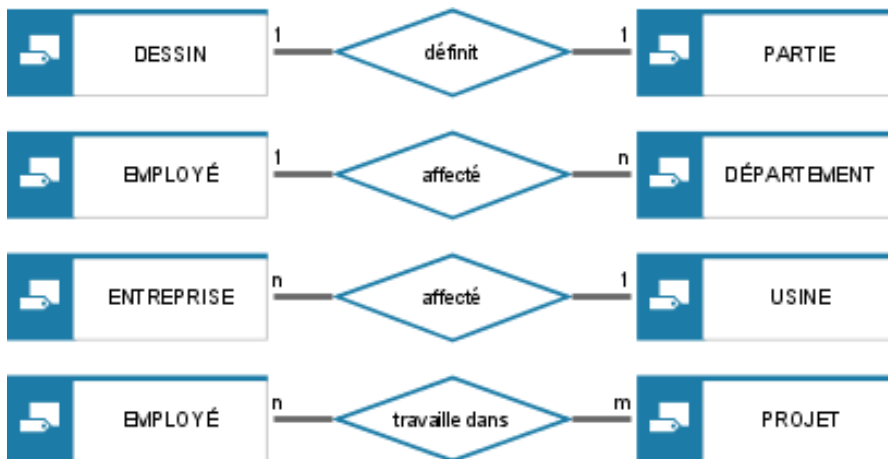 DESSIN 1 définit 1 PARTIE
EMPLOYÉ 1 affecté n DÉPARTEMENT
ENTREPRISE n affecté 1 USINE
EMPLOYÉ n travaille dans m PROJET